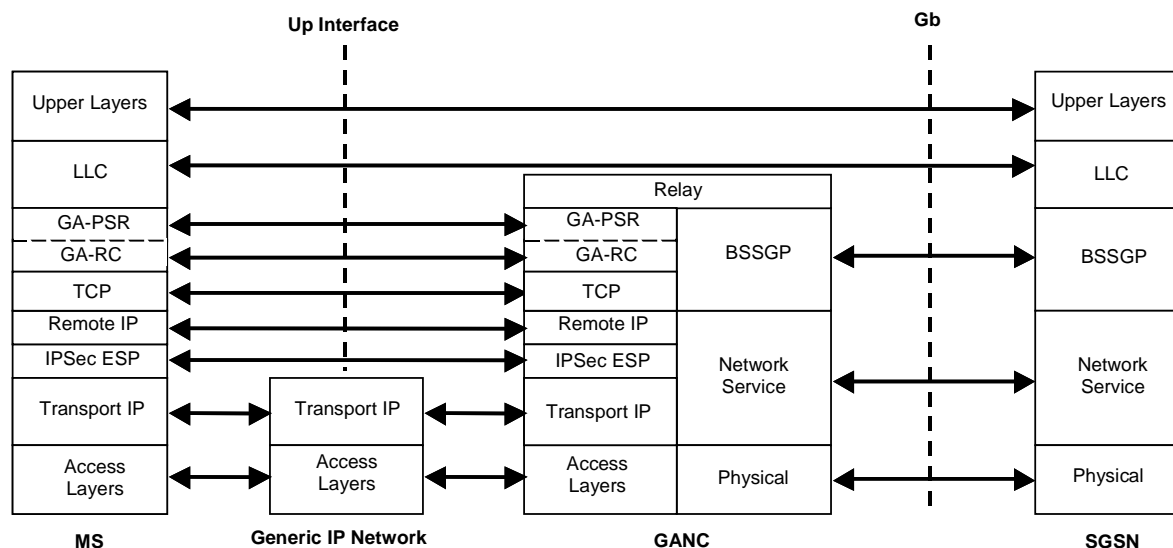 Up Interface
Gb
Upper Layers
Upper Layers
LLC
LLC
Relay
GA-PSR
GA-PSR
GA-RC
GA-RC
BSSGP
BSSGP
TCP
TCP
Remote IP
Remote IP
IPSec ESP
IPSec ESP
Network
Service
Network
Service
Transport IP
Transport IP
Transport IP
Access
Layers
Access
Layers
Access
Layers
Physical
Physical
MS
Generic IP Network
GANC
SGSN